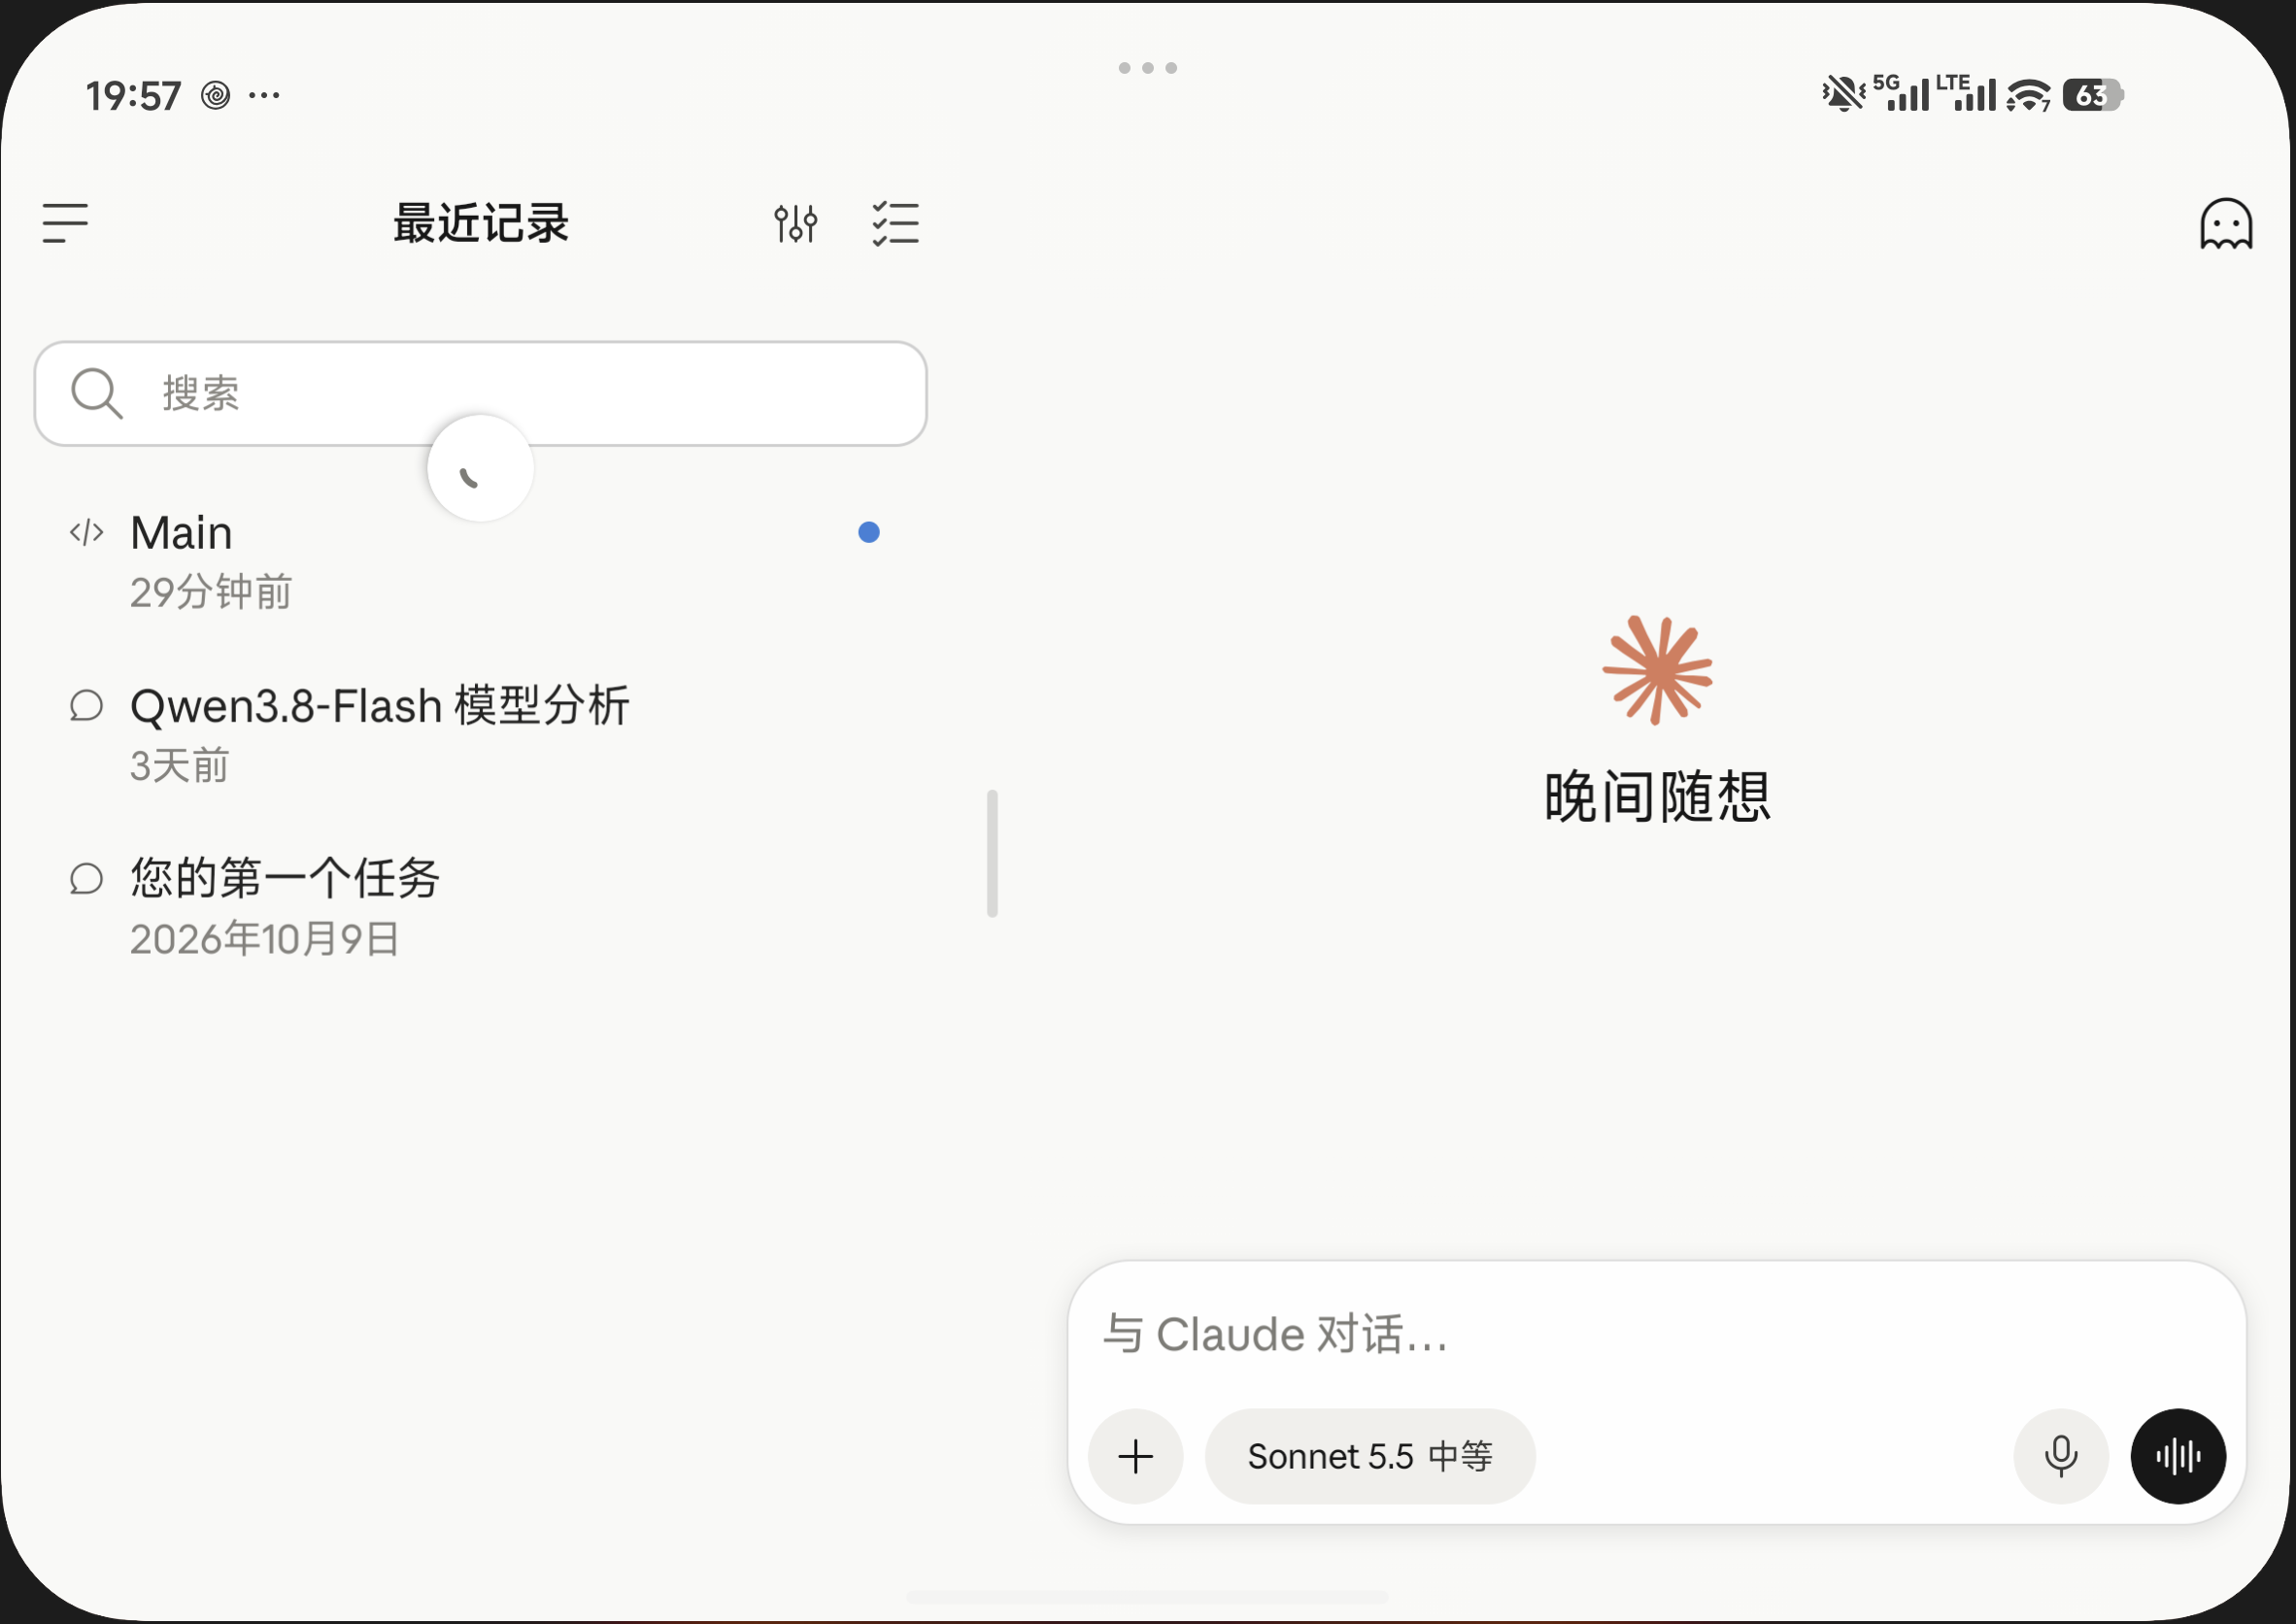 19:57
5G LTE 7 63
最近记录
搜索
Main
29分钟前
Qwen3.8-Flash 模型分析
3天前
您的第一个任务
2026年10月9日
晚间随想
与 Claude 对话...
Sonnet 5.5 中等